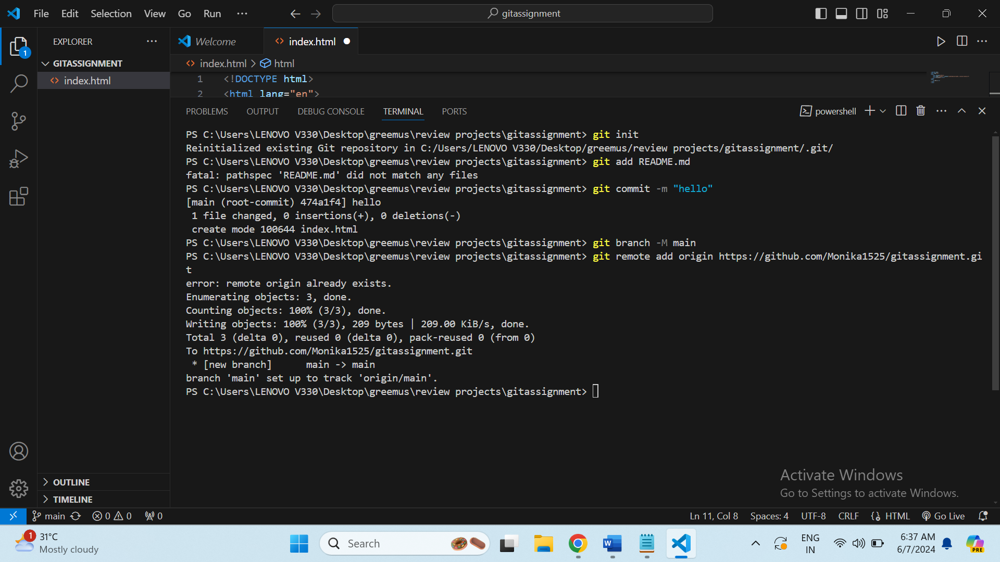 File Edit Selection View Go Run ···
gitassignment
EXPLORER ···
Welcome
index.html
GITASSIGNMENT
index.html
index.html > html
1 <!DOCTYPE html>
2 <html lang="en">
PROBLEMS OUTPUT DEBUG CONSOLE TERMINAL PORTS
powershell
PS C:\Users\LENOVO V330\Desktop\greemus\review projects\gitassignment> git init
Reinitialized existing Git repository in C:/Users/LENOVO V330/Desktop/greemus/review projects/gitassignment/.git/
PS C:\Users\LENOVO V330\Desktop\greemus\review projects\gitassignment> git add README.md
fatal: pathspec 'README.md' did not match any files
PS C:\Users\LENOVO V330\Desktop\greemus\review projects\gitassignment> git commit -m "hello"
[main (root-commit) 474a1f4] hello
1 file changed, 0 insertions(+), 0 deletions(-)
create mode 100644 index.html
PS C:\Users\LENOVO V330\Desktop\greemus\review projects\gitassignment> git branch -M main
PS C:\Users\LENOVO V330\Desktop\greemus\review projects\gitassignment> git remote add origin https://github.com/Monika1525/gitassignment.gi
t
error: remote origin already exists.
Enumerating objects: 3, done.
Counting objects: 100% (3/3), done.
Writing objects: 100% (3/3), 209 bytes | 209.00 KiB/s, done.
Total 3 (delta 0), reused 0 (delta 0), pack-reused 0 (from 0)
To https://github.com/Monika1525/gitassignment.git
* [new branch] main -> main
branch 'main' set up to track 'origin/main'.
PS C:\Users\LENOVO V330\Desktop\greemus\review projects\gitassignment>
1
OUTLINE
TIMELINE
Activate Windows
Go to Settings to activate Windows.
main 0 0 0
Ln 11, Col 8 Spaces: 4 UTF-8 CRLF HTML Go Live
1
31°C
Mostly cloudy
Search
ENG
IN
6:37 AM
6/7/2024
PRE